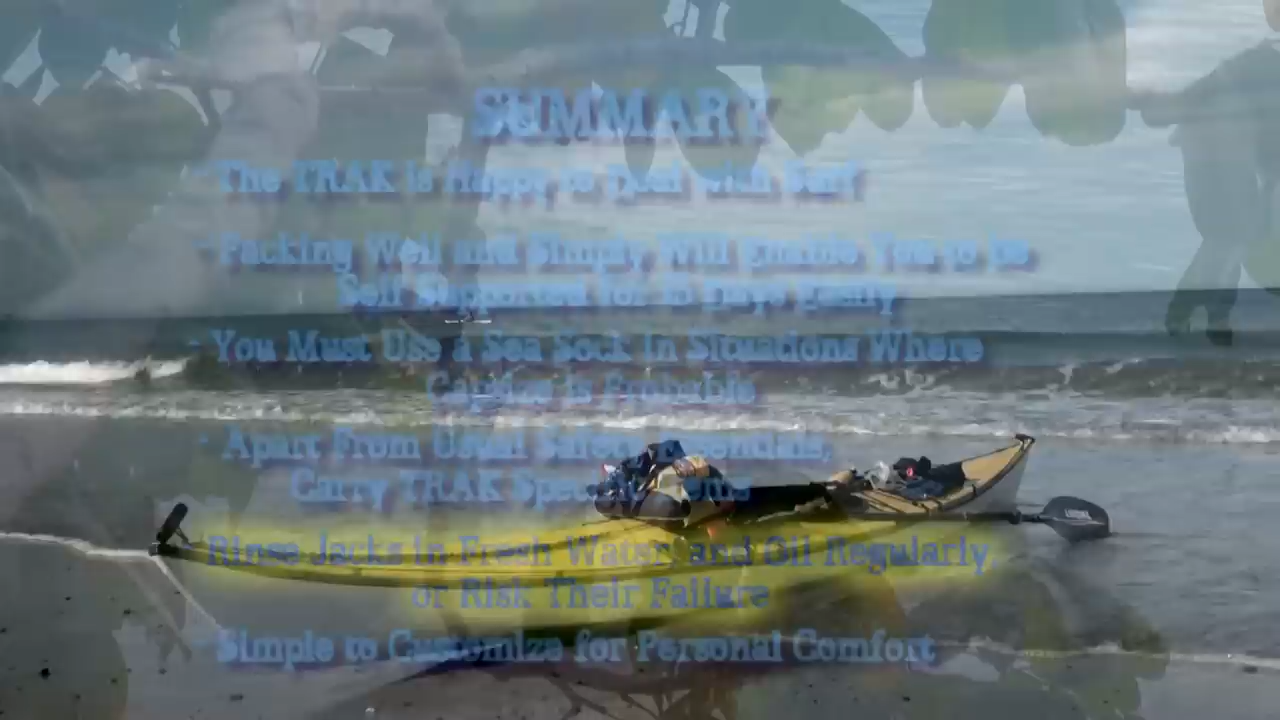 SUMMARY
- The TRAK is Happy to Deal with Surf
- Packing Well and Simply Will Enable You to be
Self Supported for 10 Days Easily
- You Must Use a Sea Sock In Situations Where
Capsize is Probable
- Apart From Usual Safety Essentials,
Carry TRAK Specific Items
- Rinse Jacks in Fresh Water, and Oil Regularly,
or Risk Their Failure
- Simple to Customize for Personal Comfort